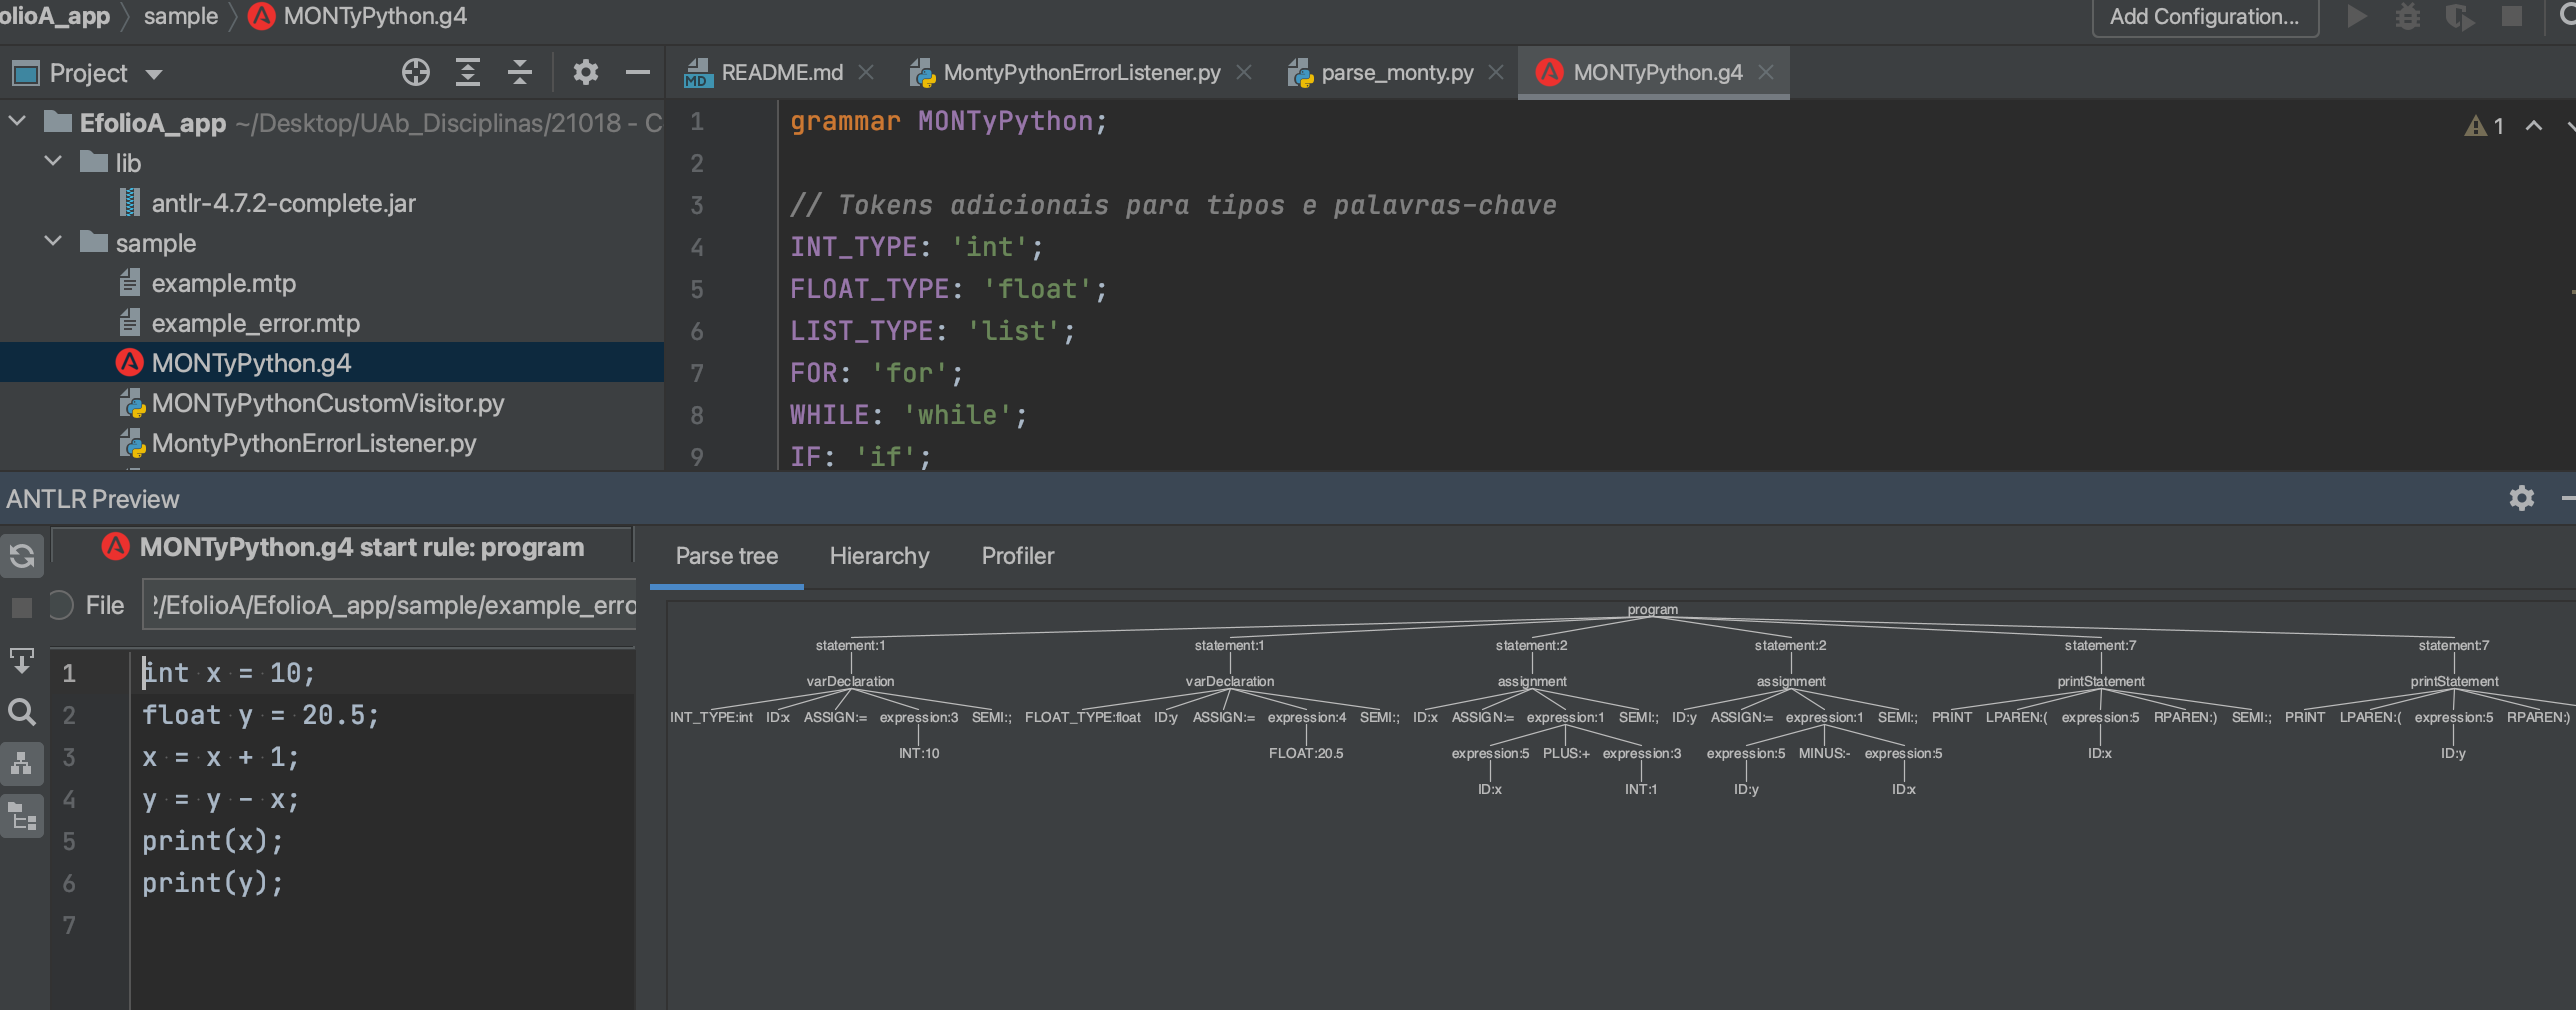 olioA_app sample MONTyPython.g4 Add Configuration...
Project README.md MontyPythonErrorListener.py parse_monty.py MONTyPython.g4
EfolioA_app ~/Desktop/UAb_Disciplinas/21018 - C
lib
antlr-4.7.2-complete.jar
sample
example.mtp
example_error.mtp
MONTyPython.g4
MONTyPythonCustomVisitor.py
MontyPythonErrorListener.py
1 grammar MONTyPython;
2
3 // Tokens adicionais para tipos e palavras-chave
4 INT_TYPE: 'int';
5 FLOAT_TYPE: 'float';
6 LIST_TYPE: 'list';
7 FOR: 'for';
8 WHILE: 'while';
9 IF: 'if';
1
ANTLR Preview
MONTyPython.g4 start rule: program
File 2/EfolioA/EfolioA_app/sample/example_erro
1 int x = 10;
2 float y = 20.5;
3 x = x + 1;
4 y = y - x;
5 print(x);
6 print(y);
7
Parse tree Hierarchy Profiler
program
statement:1 statement:1 statement:2 statement:2 statement:7 statement:7
varDeclaration varDeclaration assignment assignment printStatement printStatement
INT_TYPE:int ID:x ASSIGN:= expression:3 SEMI:; FLOAT_TYPE:float ID:y ASSIGN:= expression:4 SEMI:; ID:x ASSIGN:= expression:1 SEMI:; ID:y ASSIGN:= expression:1 SEMI:; PRINT LPAREN:( expression:5 RPAREN:) SEMI:; PRINT LPAREN:( expression:5 RPAREN:)
INT:10 FLOAT:20.5 expression:5 PLUS:+ expression:3 expression:5 MINUS:- expression:5 ID:x ID:y
ID:x INT:1 ID:y ID:x